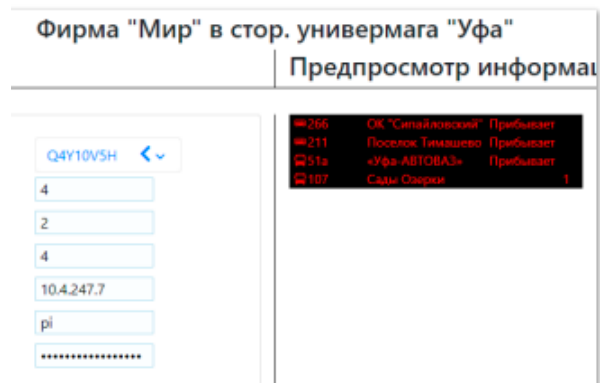 Фирма "Мир" в стор. универмага "Уфа"
Предпросмотр информац
266 ОК "Сипайловский" Прибывает
211 Поселок Тимашево Прибывает
51а «Уфа-АВТОВАЗ» Прибывает
107 Сады Озерки 1
Q4Y10V5H
4
2
4
10.4.247.7
pi
•••••••••••••••••